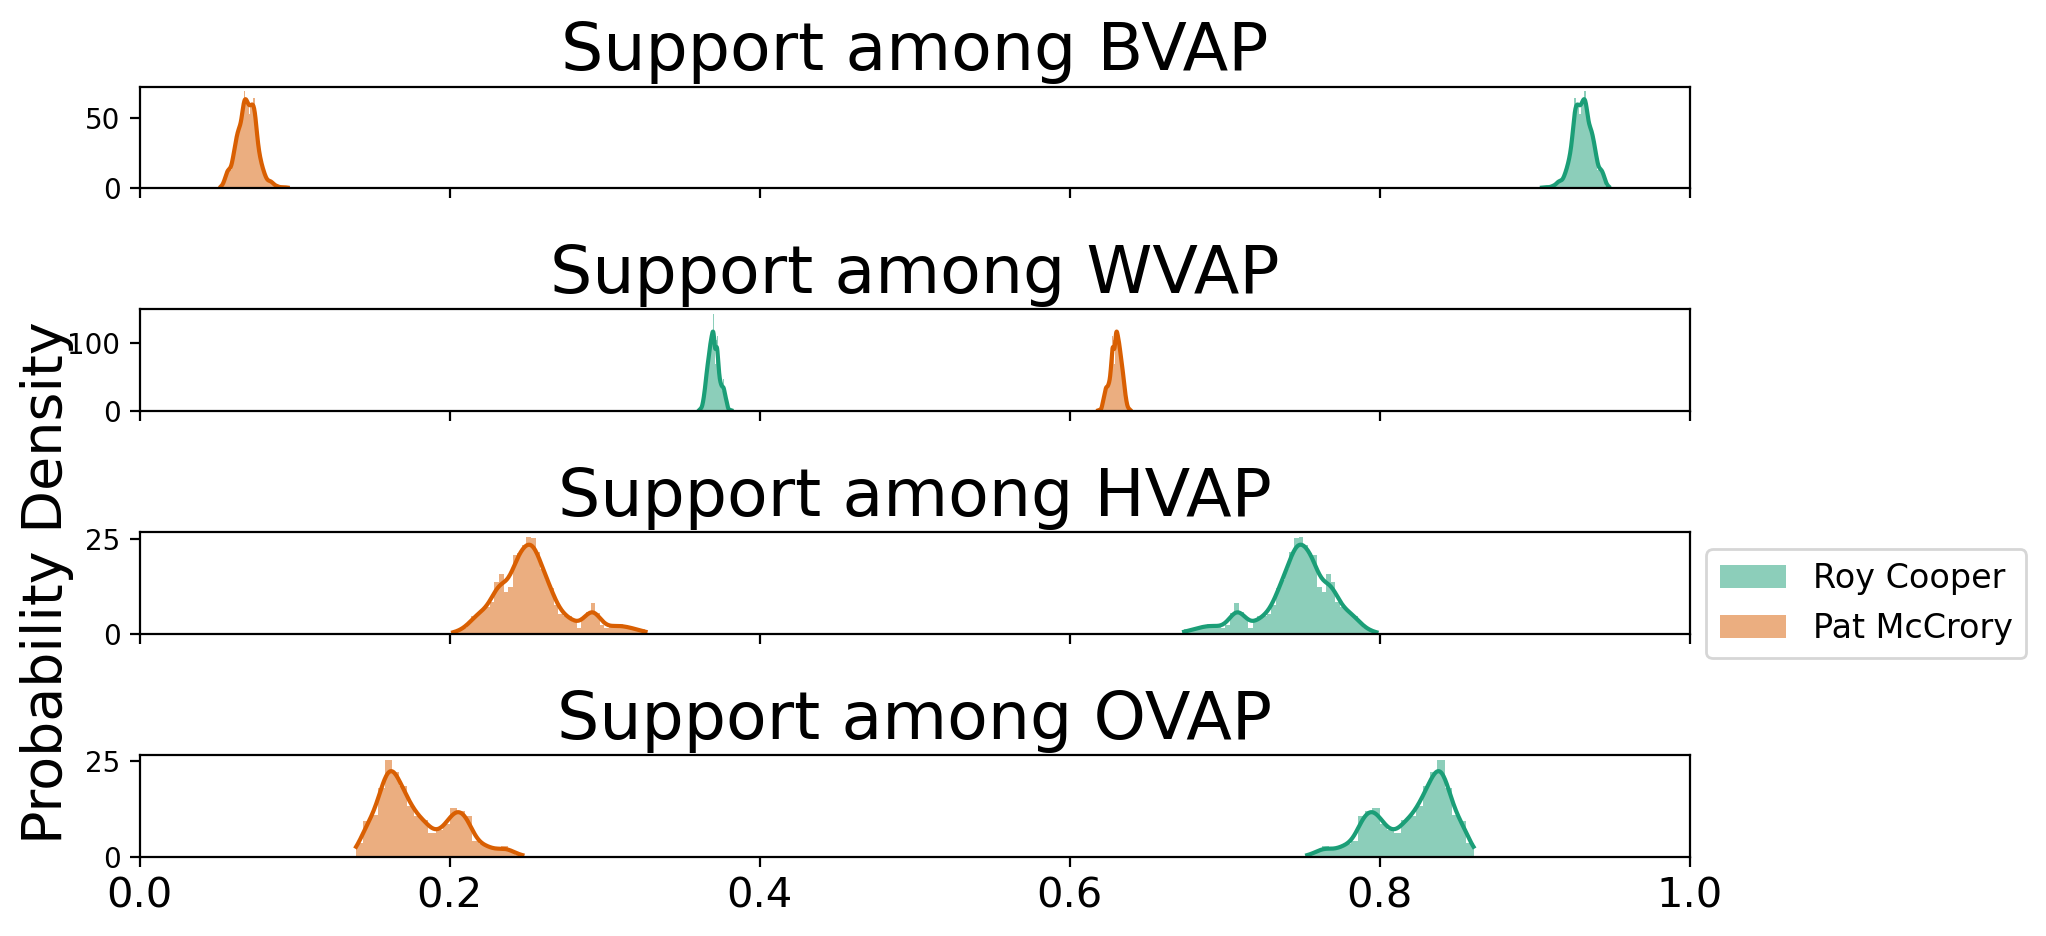 Support among BVAP
50
0
Support among WVAP
100
0
Support among HVAP
25
0
Support among OVAP
25
0
0.0 0.2 0.4 0.6 0.8 1.0
Probability Density
Roy Cooper
Pat McCrory